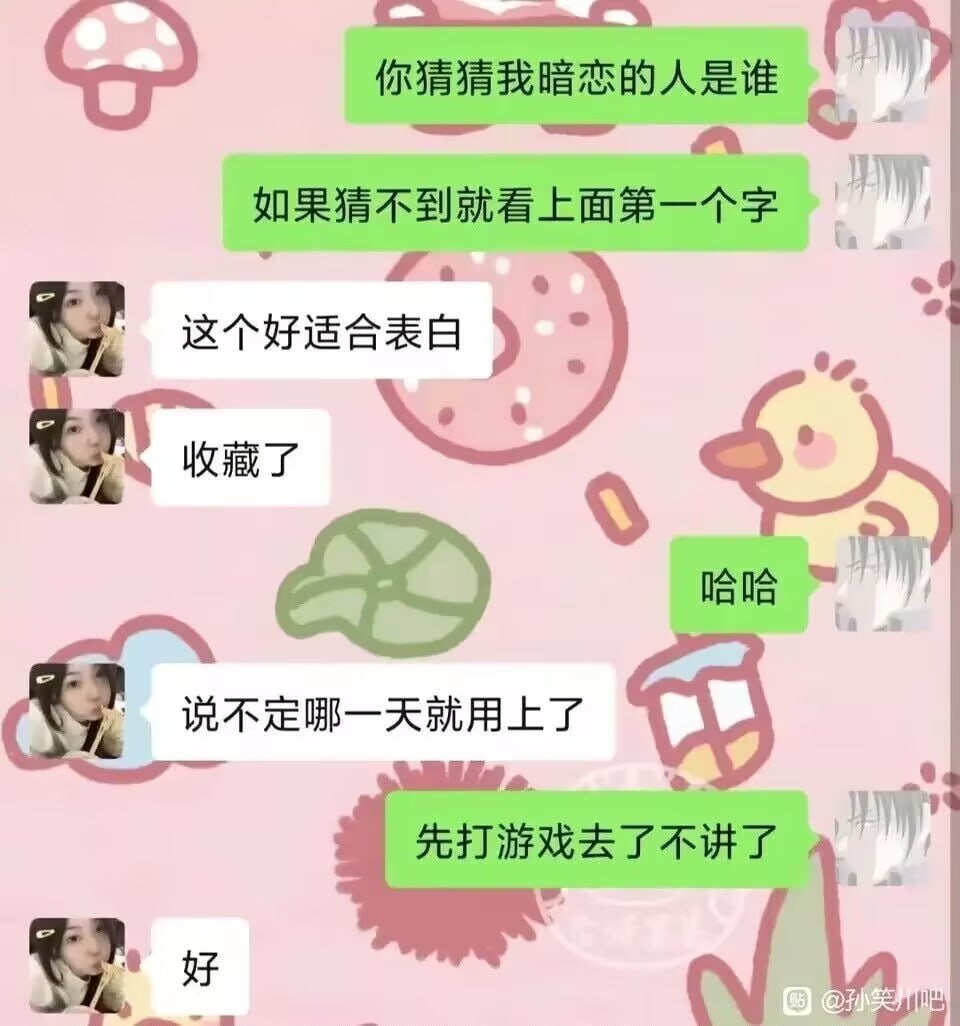 你猜猜我暗恋的人是谁
如果猜不到就看上面第一个字
这个好适合表白
收藏了
哈哈
说不定哪一天就用上了
先打游戏去了不讲了
好
贴 @孙笑川吧